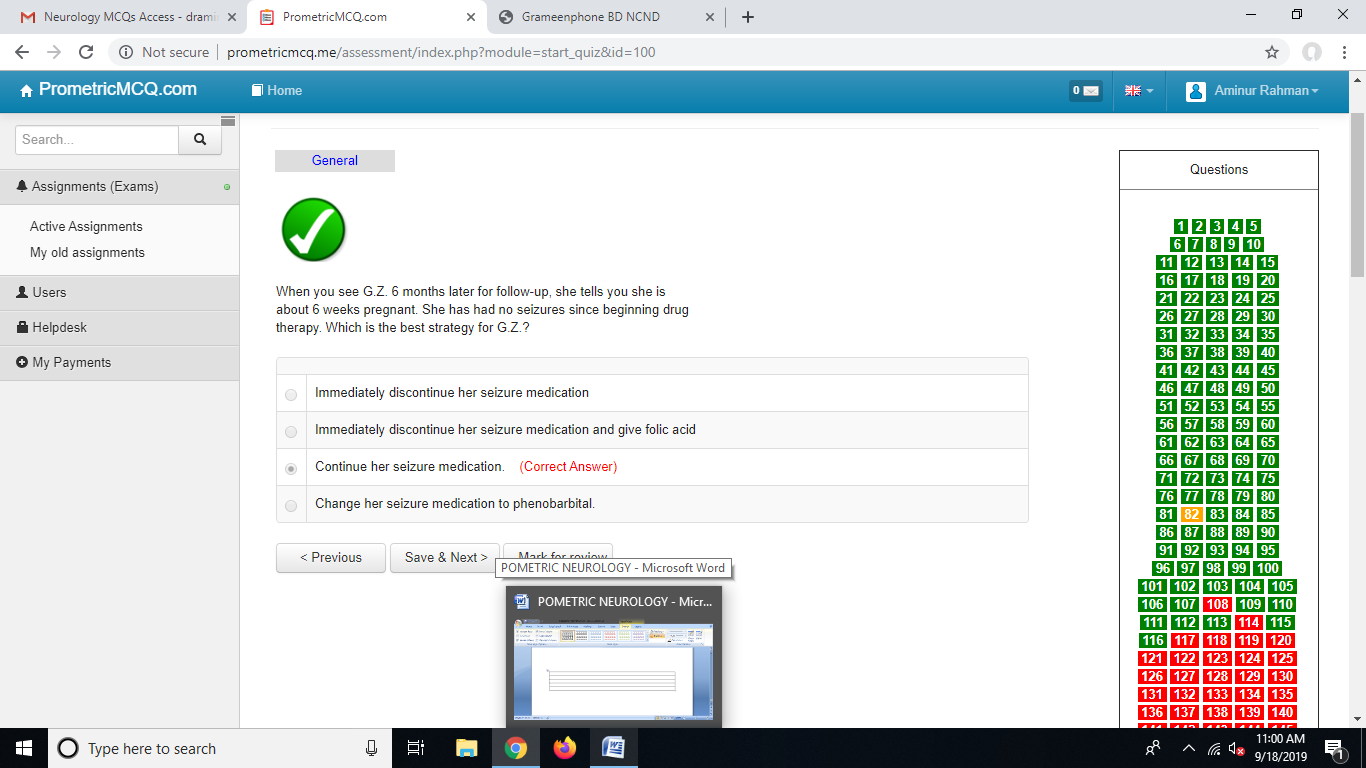 Neurology MCQs Access - drami
PrometricMCQ.com
Grameenphone BD NCND
Not secure
prometricmcq.me/assessment/index.php?module=start_quiz&id=100
PrometricMCQ.com
Home
0
Aminur Rahman
Search...
Assignments (Exams)
Active Assignments
My old assignments
Users
Helpdesk
My Payments
General
When you see G.Z. 6 months later for follow-up, she tells you she is
about 6 weeks pregnant. She has had no seizures since beginning drug
therapy. Which is the best strategy for G.Z.?
Immediately discontinue her seizure medication
Immediately discontinue her seizure medication and give folic acid
Continue her seizure medication. (Correct Answer)
Change her seizure medication to phenobarbital.
< Previous
Save & Next >
Mark for review
POMETRIC NEUROLOGY - Microsoft Word
POMETRIC NEUROLOGY - Micr...
Questions
1 2 3 4 5
6 7 8 9 10
11 12 13 14 15
16 17 18 19 20
21 22 23 24 25
26 27 28 29 30
31 32 33 34 35
36 37 38 39 40
41 42 43 44 45
46 47 48 49 50
51 52 53 54 55
56 57 58 59 60
61 62 63 64 65
66 67 68 69 70
71 72 73 74 75
76 77 78 79 80
81 82 83 84 85
86 87 88 89 90
91 92 93 94 95
96 97 98 99 100
101 102 103 104 105
106 107 108 109 110
111 112 113 114 115
116 117 118 119 120
121 122 123 124 125
126 127 128 129 130
131 132 133 134 135
136 137 138 139 140
Type here to search
11:00 AM
9/18/2019
1